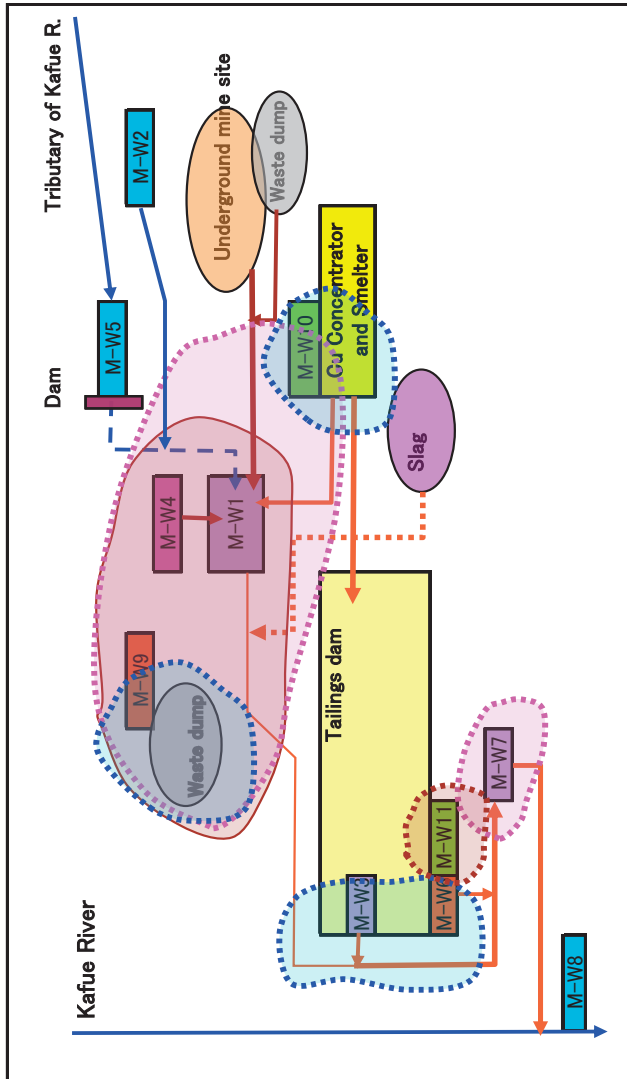 Kafue River
Dam
Tributary of Kafue R.
M-W5
M-W9
M-W4
M-W2
Waste dump
M-W1
Underground mine site
Waste dump
M-W10
Tailings dam
Cu Concentrator
and Smelter
M-W3
Slag
M-W6
M-W11
M-W7
M-W8